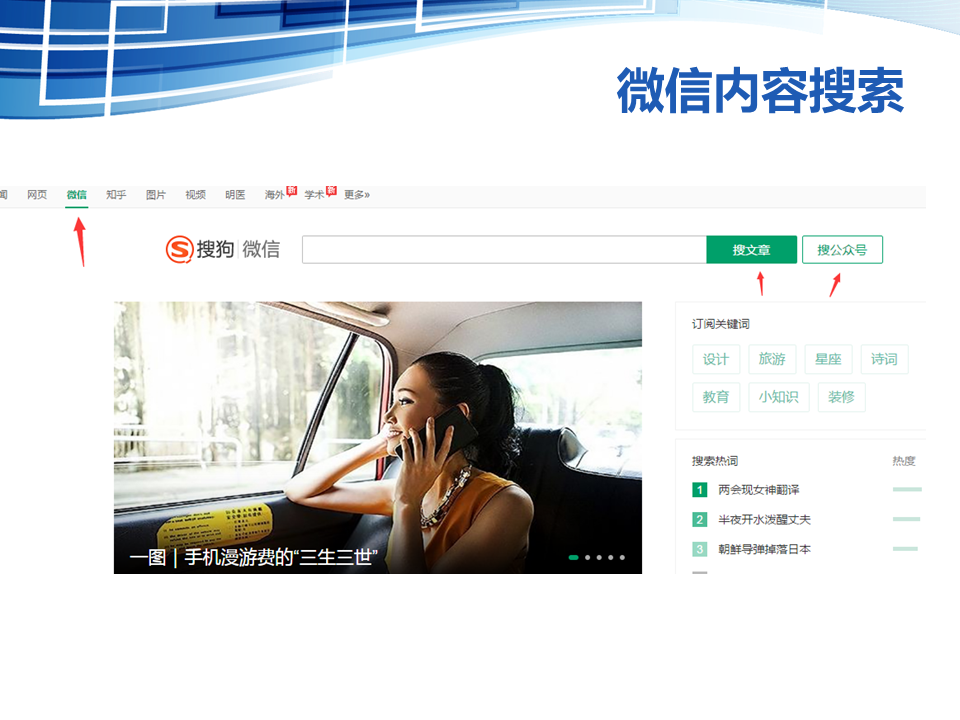 微信内容搜索
闻 网页 微信 知乎 图片 视频 明医 海外 新 学术 新 更多»
搜狗 微信 搜文章 搜公众号
订阅关键词
设计 旅游 星座 诗词
教育 小知识 装修
搜索热词 热度
1 两会现女神翻译
2 半夜开水泼醒丈夫
3 朝鲜导弹掉落日本
一图 | 手机漫游费的“三生三世”